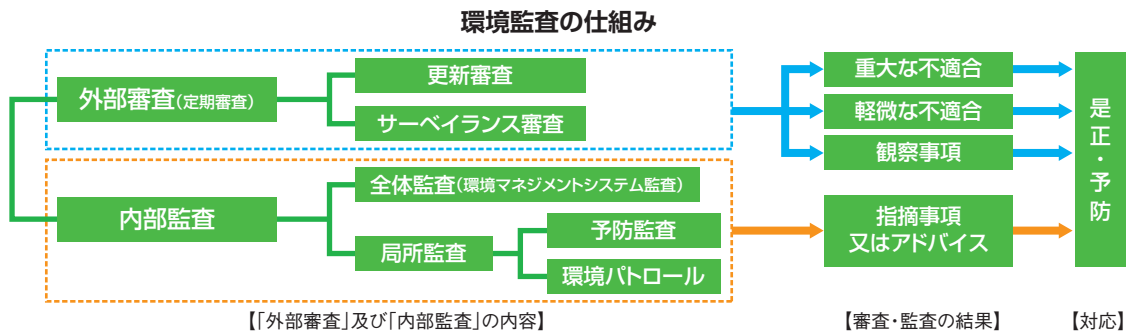 環境監査の仕組み
外部審査(定期審査)
更新審査
サーベイランス審査
内部監査
全体監査(環境マネジメントシステム監査)
局所監査
予防監査
環境パトロール
重大な不適合
軽微な不適合
観察事項
指摘事項
又はアドバイス
是正・予防
【「外部審査」及び「内部監査」の内容】
【審査・監査の結果】
【対応】